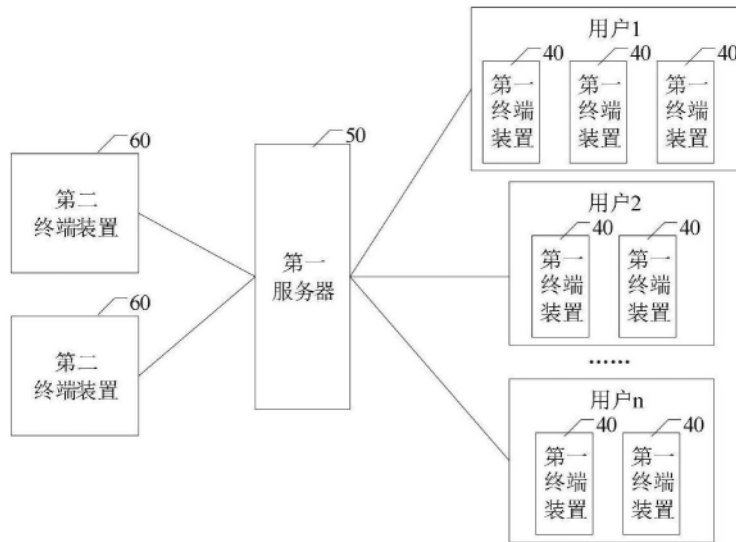 60
第二
终端装置
60
第二
终端装置
50
第一
服务器
用户1
40
第一
终端
装置
40
第一
终端
装置
40
第一
终端
装置
用户2
40
第一
终端
装置
40
第一
终端
装置
······
用户n
40
第一
终端
装置
40
第一
终端
装置